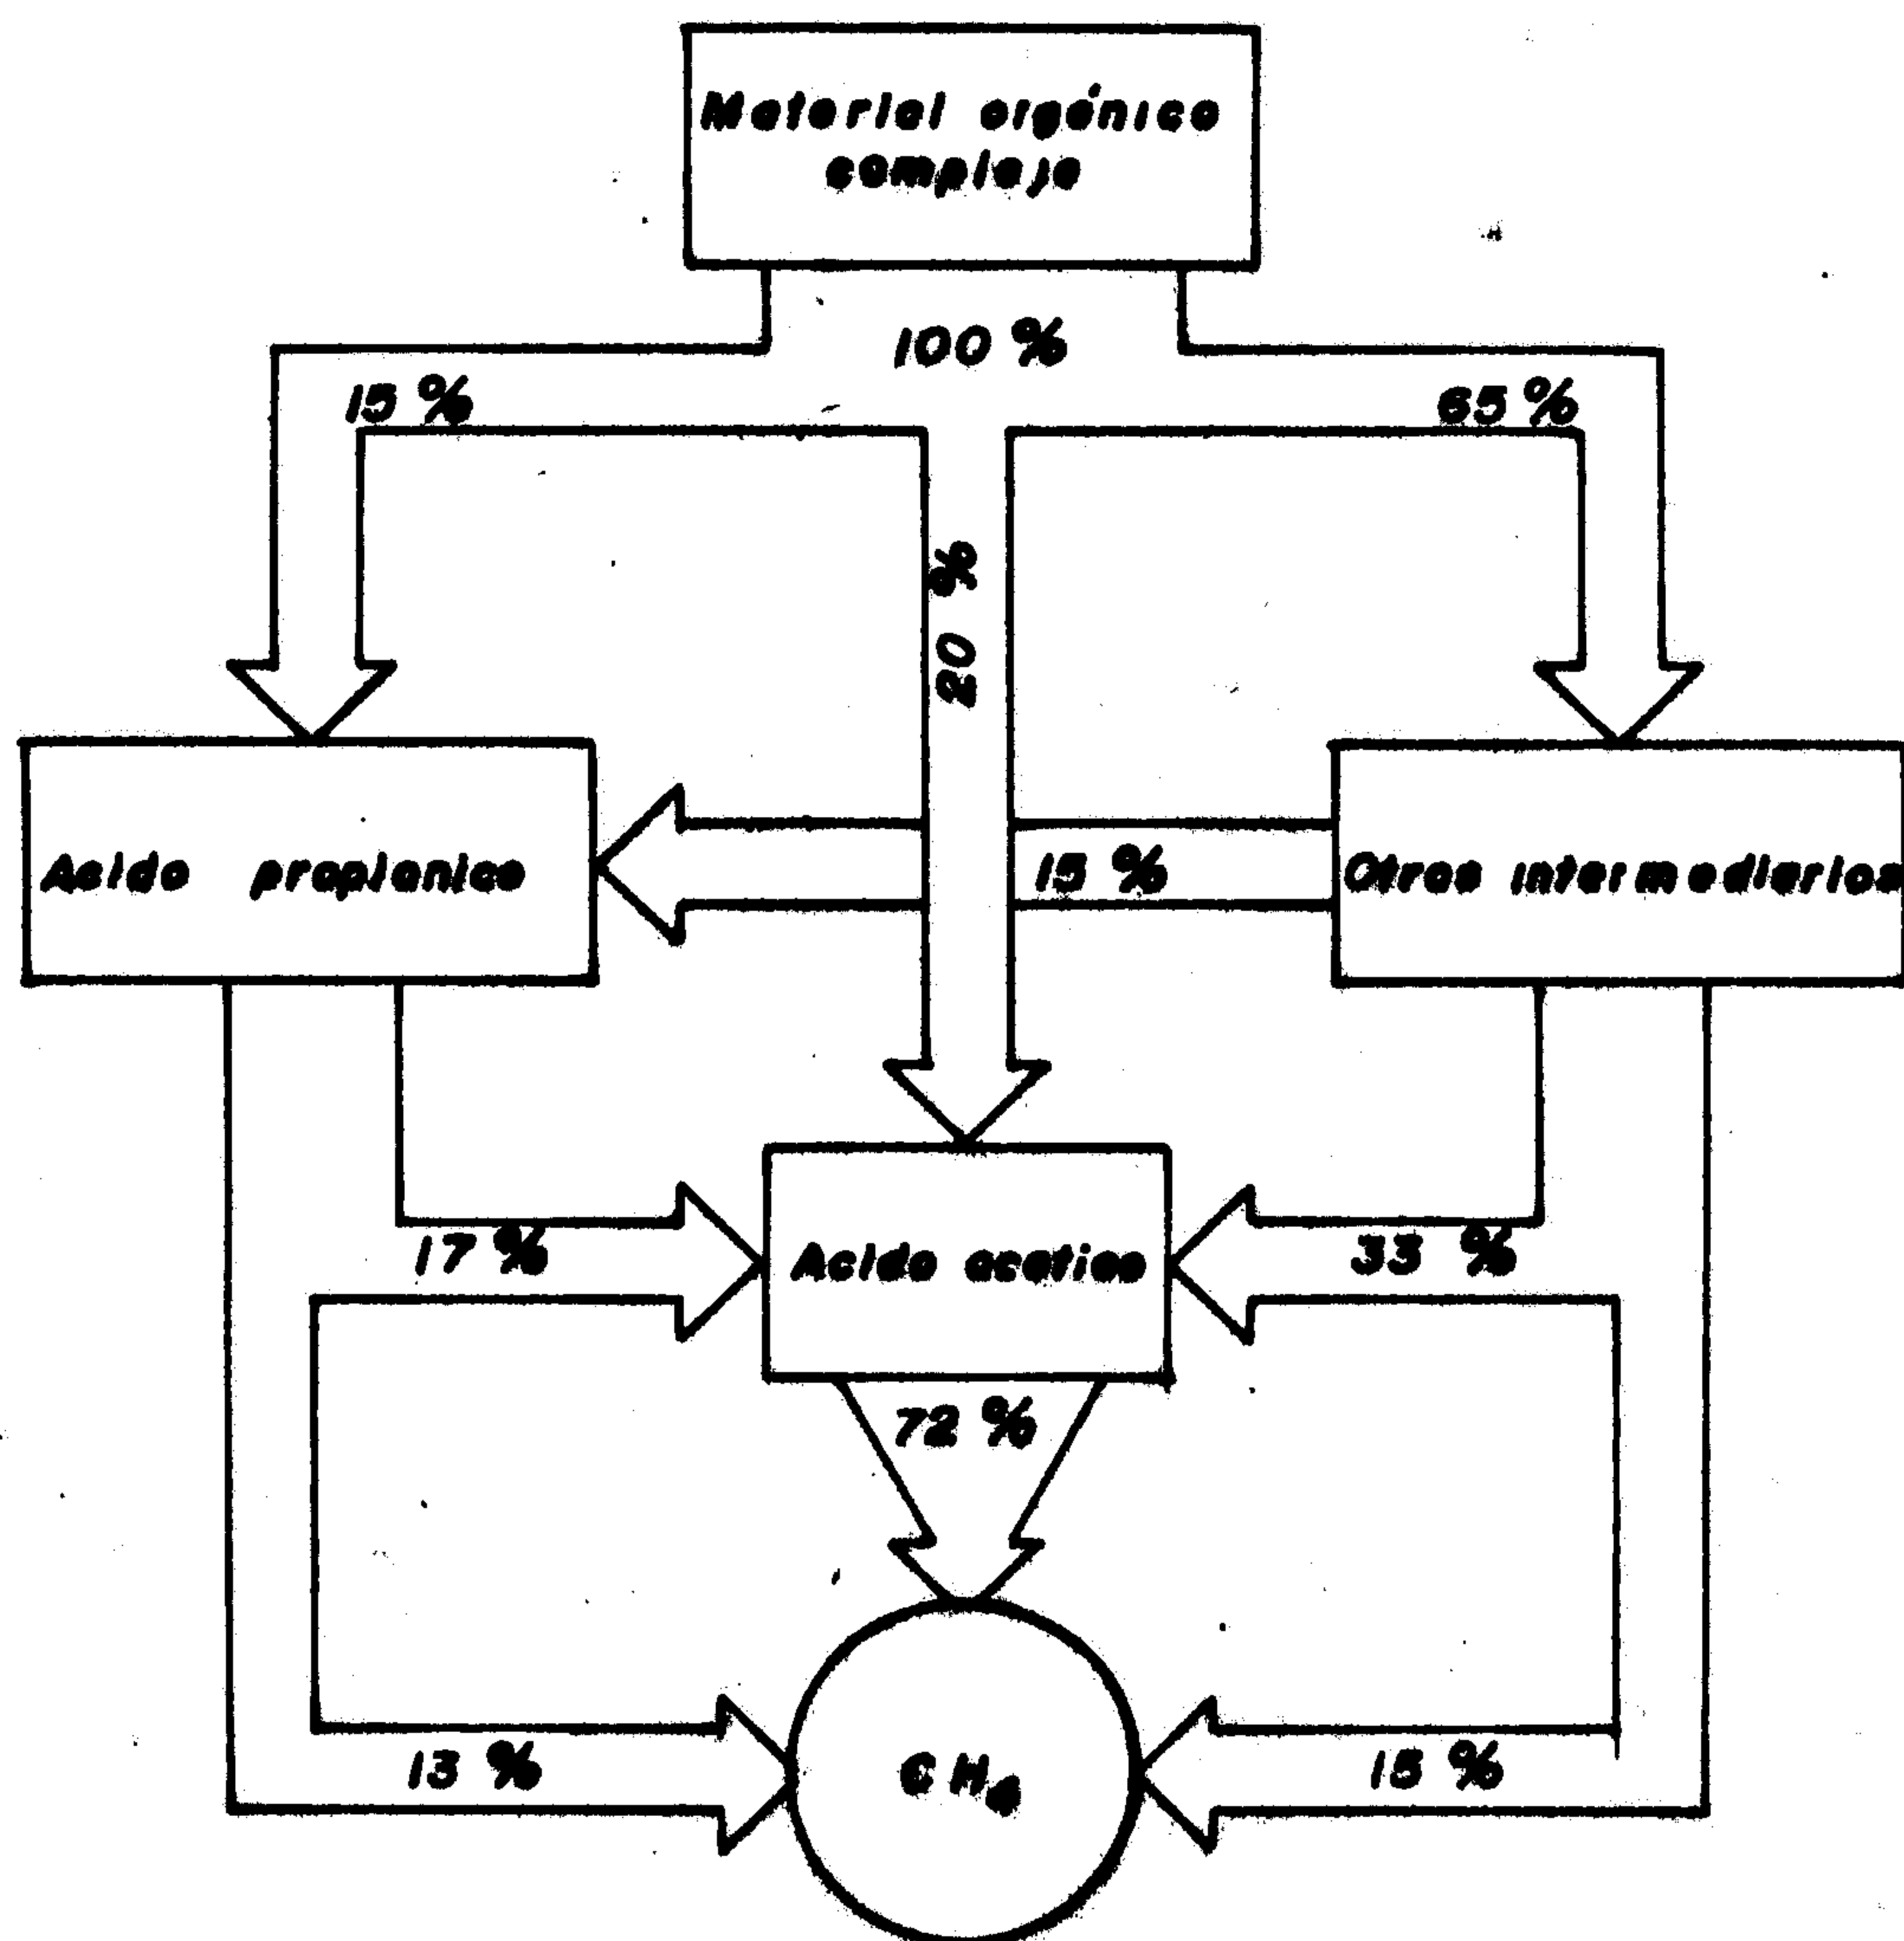 Material orgánico
complejo
100 %
15 %
65 %
20 %
Acido propionico
15 %
Otros intermediarios
17 %
Acido acetico
33 %
72 %
13 %
CH4
15 %